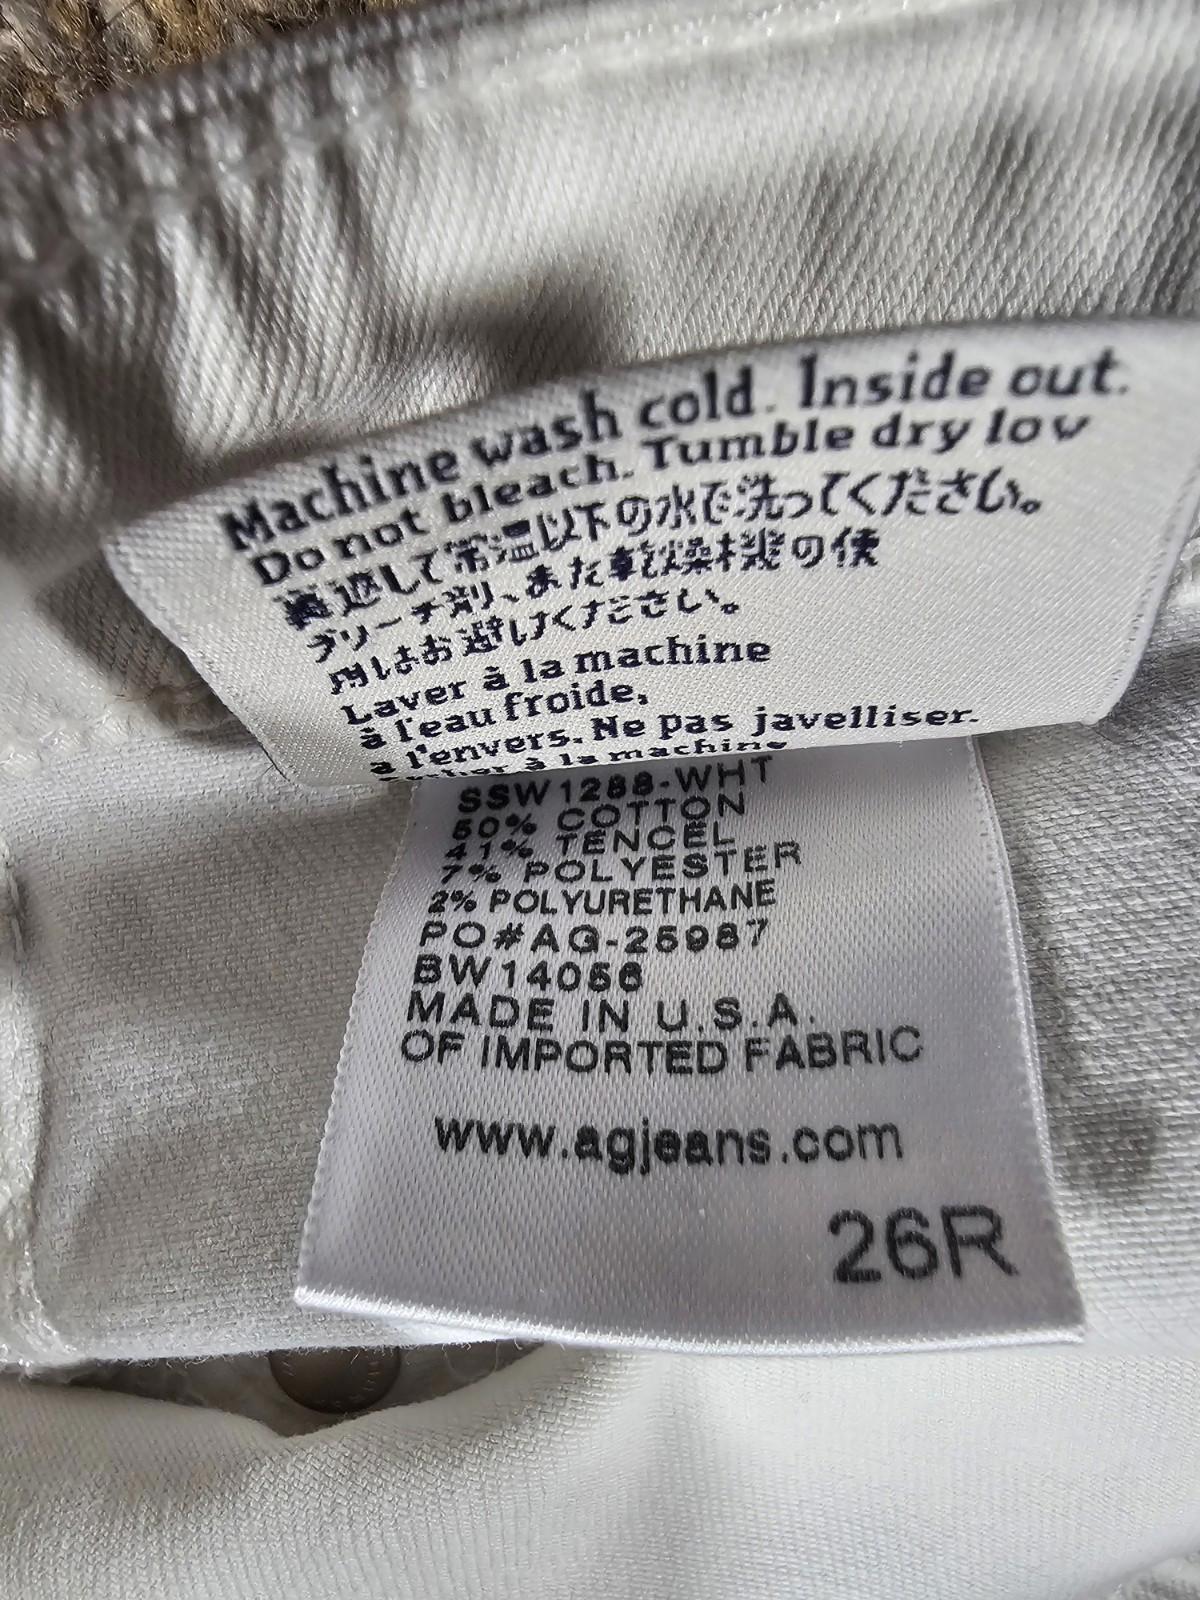 Machine wash cold. Inside out.
Do not bleach. Tumble dry low
裏返して常温以下の水で洗ってください。
ブリーチ剤、また乾燥機の使
用はお避けください。
Laver à la machine
à l'eau froide,
a l'envers. Ne pas javelliser.
à la machine
SSW1288-WHT
50% COTTON
41% TENCEL
7% POLYESTER
2% POLYURETHANE
PO#AG-25987
BW14056
MADE IN U.S.A.
OF IMPORTED FABRIC
www.agjeans.com
26R